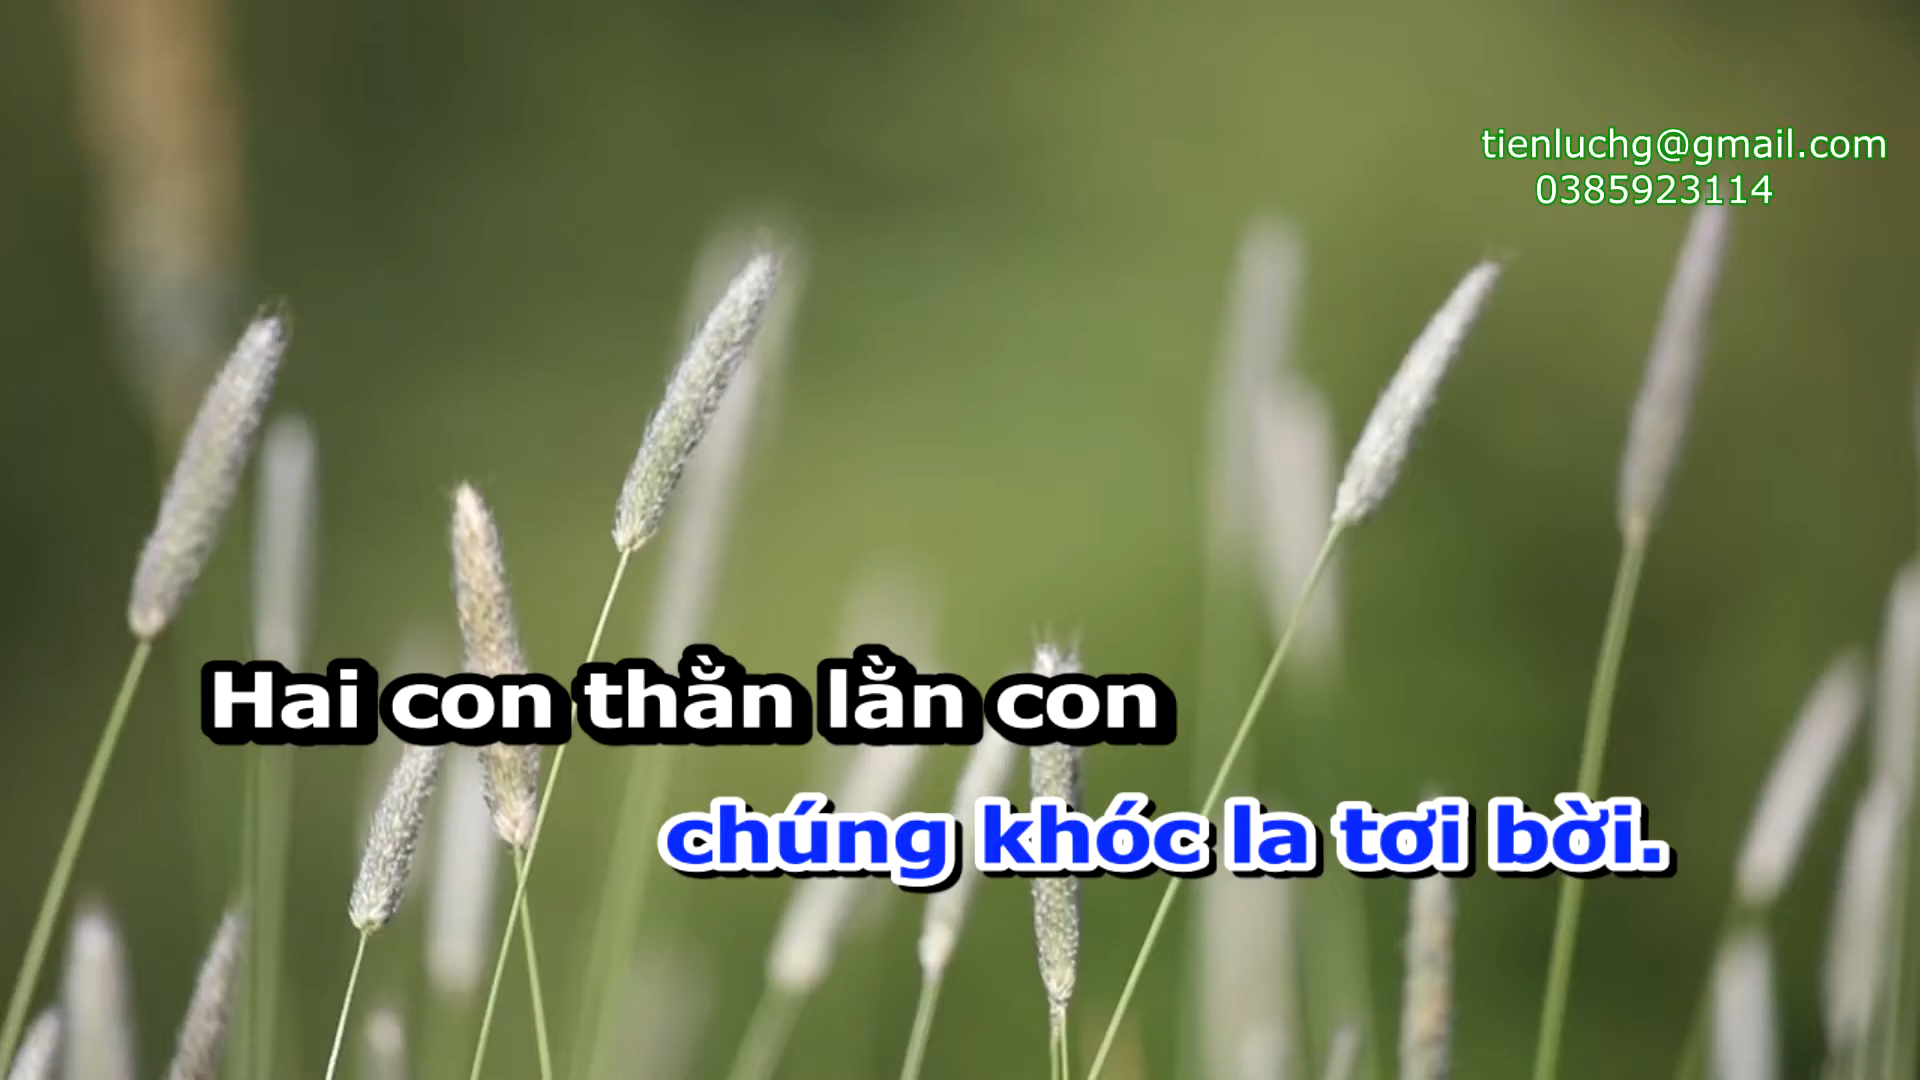 tienluchg@gmail.com
0385923114
Hai con thằn lằn con
chúng khóc la tơi bời.